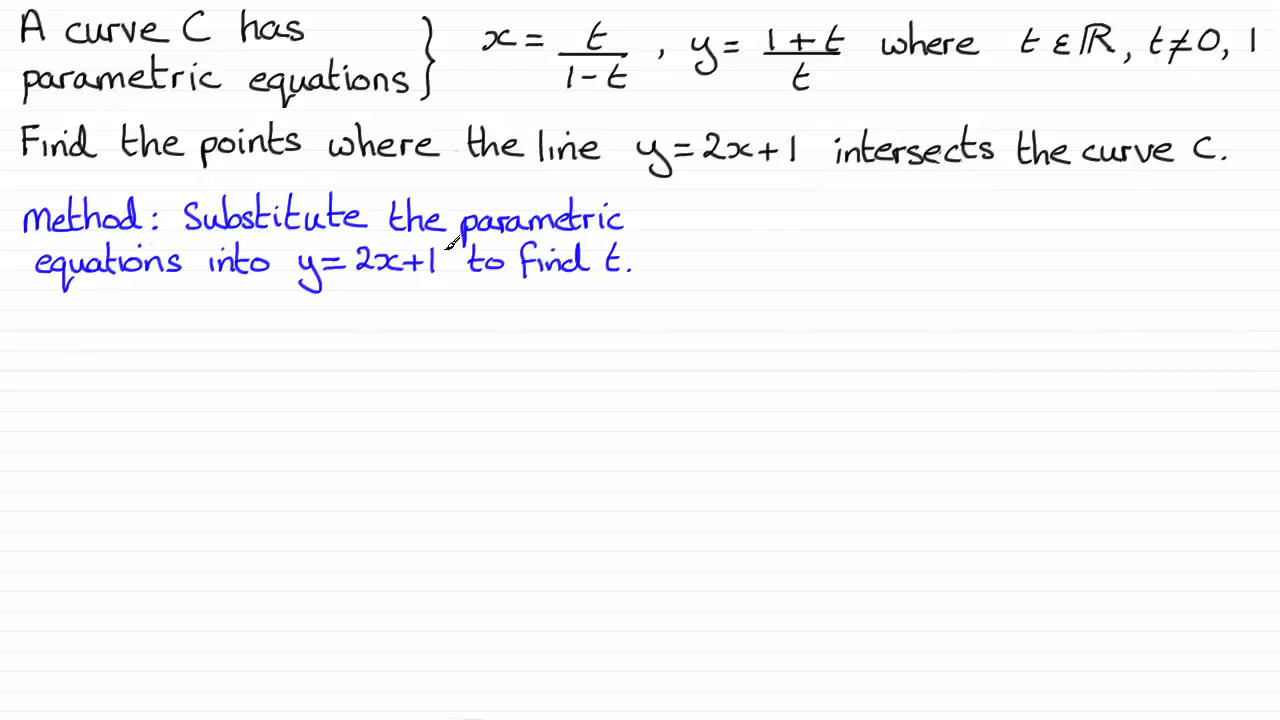 A curve C has parametric equations } x = t/(1-t), y = (1+t)/t where t ∈ ℝ, t≠0, 1
Find the points where the line y=2x+1 intersects the curve C.
Method: Substitute the parametric
equations into y=2x+1 to find t.